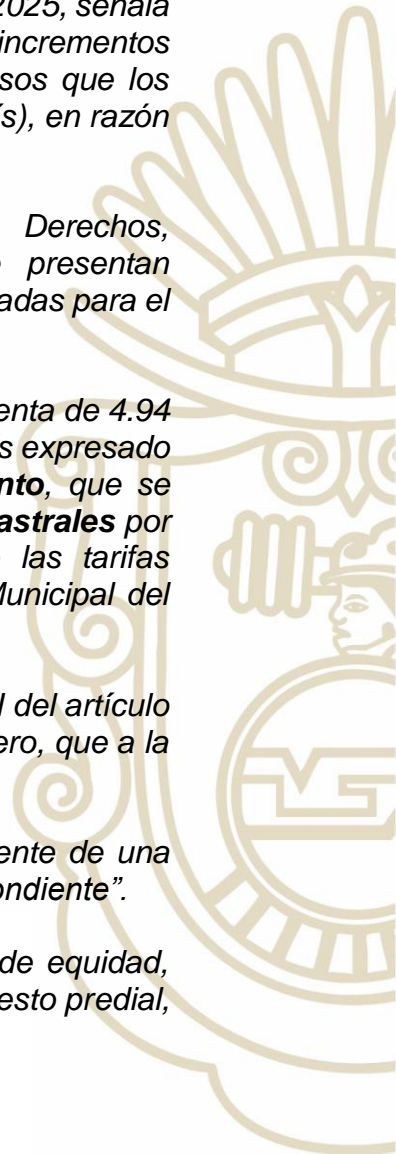 2025, señala
incrementos
sos que los
ís), en razón
Derechos,
presentan
adas para el
enta de 4.94
s expresado
nto, que se
astrales por
las tarifas
Municipal del
l del artículo
ero, que a la
ente de una
ondiente".
de equidad,
esto predial,